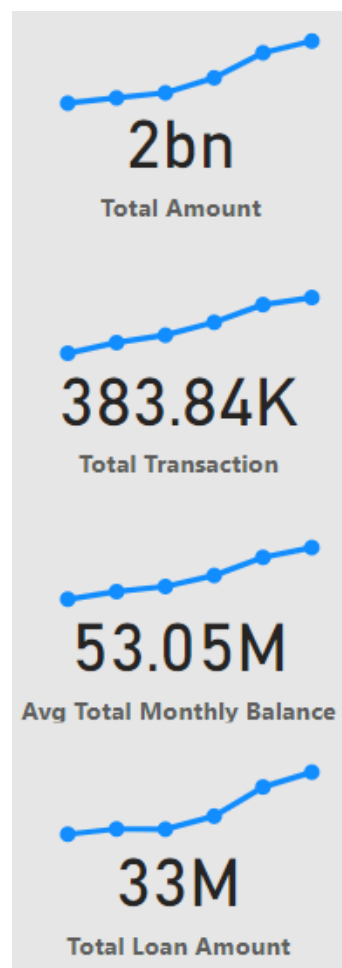 2bn
Total Amount
383.84K
Total Transaction
53.05M
Avg Total Monthly Balance
33M
Total Loan Amount